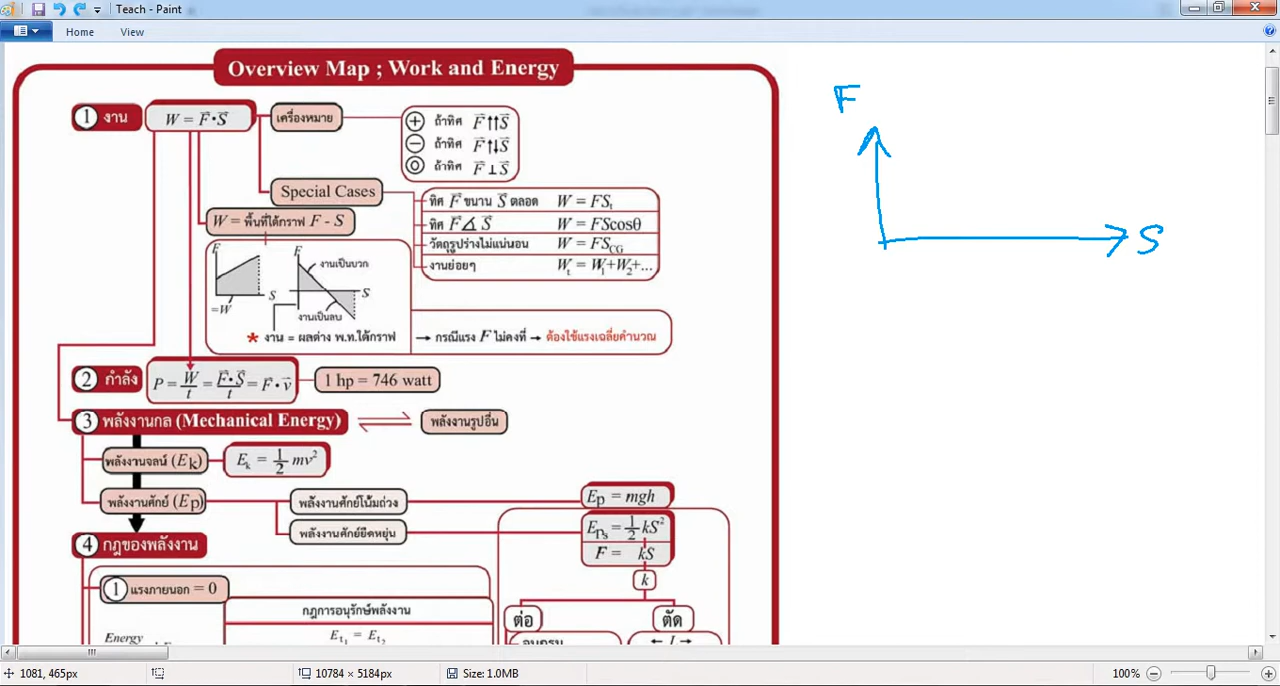 Teach - Paint
Home View
Overview Map ; Work and Energy
F
S
① งาน W = F⃗·S⃗ เครื่องหมาย
⊕ ถ้าทิศ F⃗↑↑S⃗
⊖ ถ้าทิศ F⃗↑↓S⃗
◎ ถ้าทิศ F⃗⊥S⃗
Special Cases
ทิศ F⃗ ขนาน S⃗ ตลอด W = FSₜ
ทิศ F⃗∡S⃗ W = FScosθ
วัตถุรูปร่างไม่แน่นอน W = FS_CG
งานย่อยๆ Wₜ = W₁+W₂+...
W = พื้นที่ใต้กราฟ F - S
F S =W
F S งานเป็นบวก
งานเป็นลบ
* งาน = ผลต่าง พ.ท.ใต้กราฟ → กรณีแรง F ไม่คงที่ → ต้องใช้แรงเฉลี่ยคำนวณ
② กำลัง P = W/t = F⃗·S⃗/t = F⃗·v⃗ 1 hp = 746 watt
③ พลังงานกล (Mechanical Energy) พลังงานรูปอื่น
พลังงานจลน์ (Eₖ) Eₖ = 1/2 mv²
พลังงานศักย์ (Eₚ) พลังงานศักย์โน้มถ่วง Eₚ = mgh
พลังงานศักย์ยืดหยุ่น
= 1/2 kS²
F = kS
k
④ กฎของพลังงาน
① แรงภายนอก = 0
กฎการอนุรักษ์พลังงาน
Eₜ₁ = Eₜ₂
Energy
ต่อ ตัด
← l →
1081, 465px 10784 × 5184px Size: 1.0MB 100%